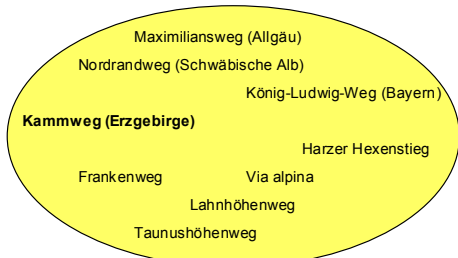 Maximiliansweg (Allgäu)
Nordrandweg (Schwäbische Alb)
König-Ludwig-Weg (Bayern)
Kammweg (Erzgebirge)
Harzer Hexenstieg
Frankenweg
Via alpina
Lahnhöhenweg
Taunushöhenweg